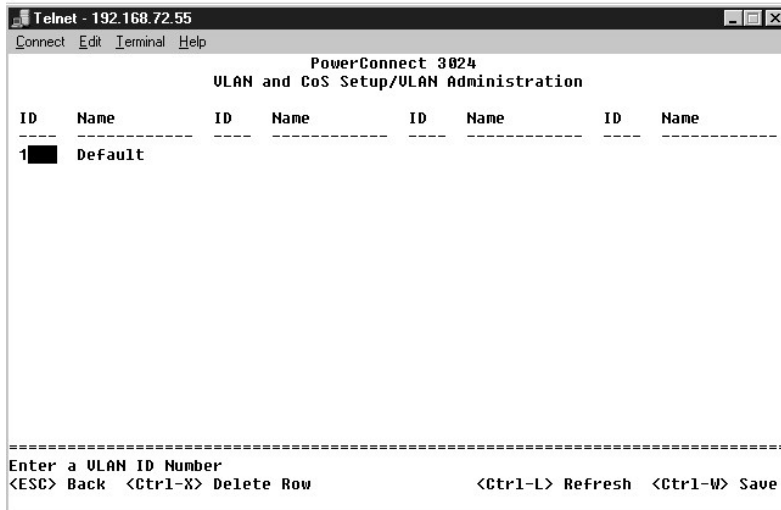 Telnet - 192.168.72.55
Connect Edit Terminal Help
PowerConnect 3024
VLAN and CoS Setup/VLAN Administration
ID Name ID Name ID Name ID Name
---- ------------ ---- ------------ ---- ------------ ---- ------------
1 Default
================================================================================
Enter a VLAN ID Number
<ESC> Back <Ctrl-X> Delete Row <Ctrl-L> Refresh <Ctrl-W> Save